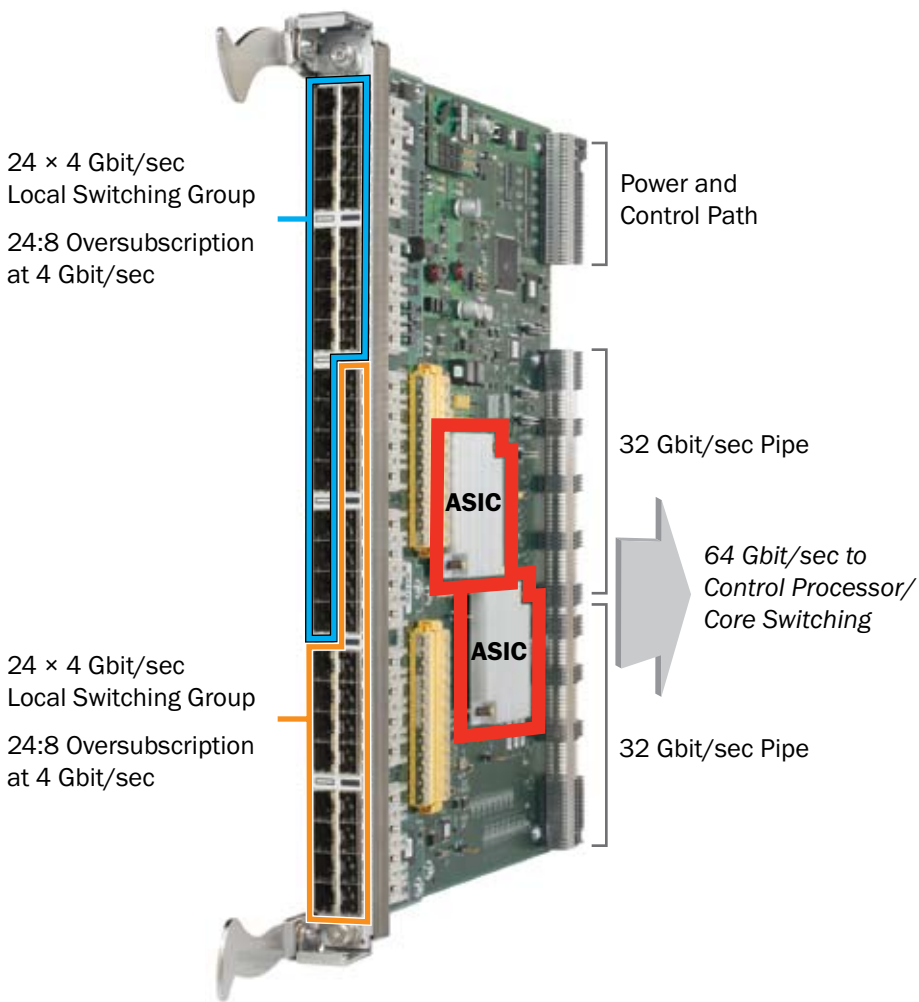 24 × 4 Gbit/sec
Local Switching Group
24:8 Oversubscription
at 4 Gbit/sec
Power and
Control Path
32 Gbit/sec Pipe
ASIC
64 Gbit/sec to
Control Processor/
Core Switching
ASIC
24 × 4 Gbit/sec
Local Switching Group
24:8 Oversubscription
at 4 Gbit/sec
32 Gbit/sec Pipe